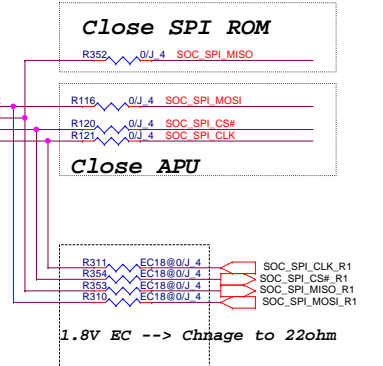 Close SPI ROM
R352 0/J_4 SOC_SPI_MISO
R116 0/J_4 SOC_SPI_MOSI
R120 0/J_4 SOC_SPI_CS#
R121 0/J_4 SOC_SPI_CLK
Close APU
R311 EC18@0/J_4 SOC_SPI_CLK_R1
R354 EC18@0/J_4 SOC_SPI_CS#_R1
R353 EC18@0/J_4 SOC_SPI_MISO_R1
R310 EC18@0/J_4 SOC_SPI_MOSI_R1
1.8V EC --> Chnage to 22ohm